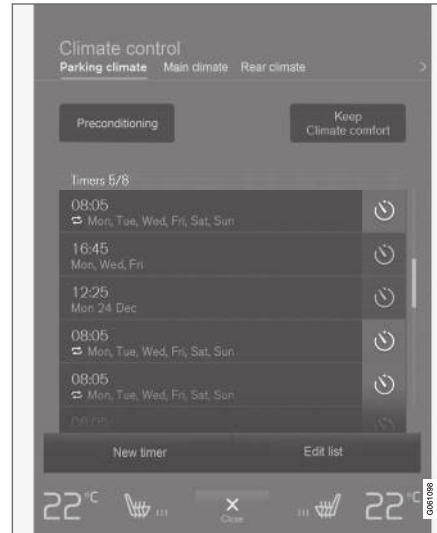 Climate control
Parking climate Main climate Rear climate
Preconditioning
Keep
Climate comfort
Timers 5/8
08:05
Mon, Tue, Wed, Fri, Sat, Sun
16:45
Mon, Wed, Fri
12:25
Mon 24 Dec
08:05
Mon, Tue, Wed, Fri, Sat, Sun
08:05
Mon, Tue, Wed, Fri, Sat, Sun
08:05
New timer Edit list
22°C 22°C
Close
G061098